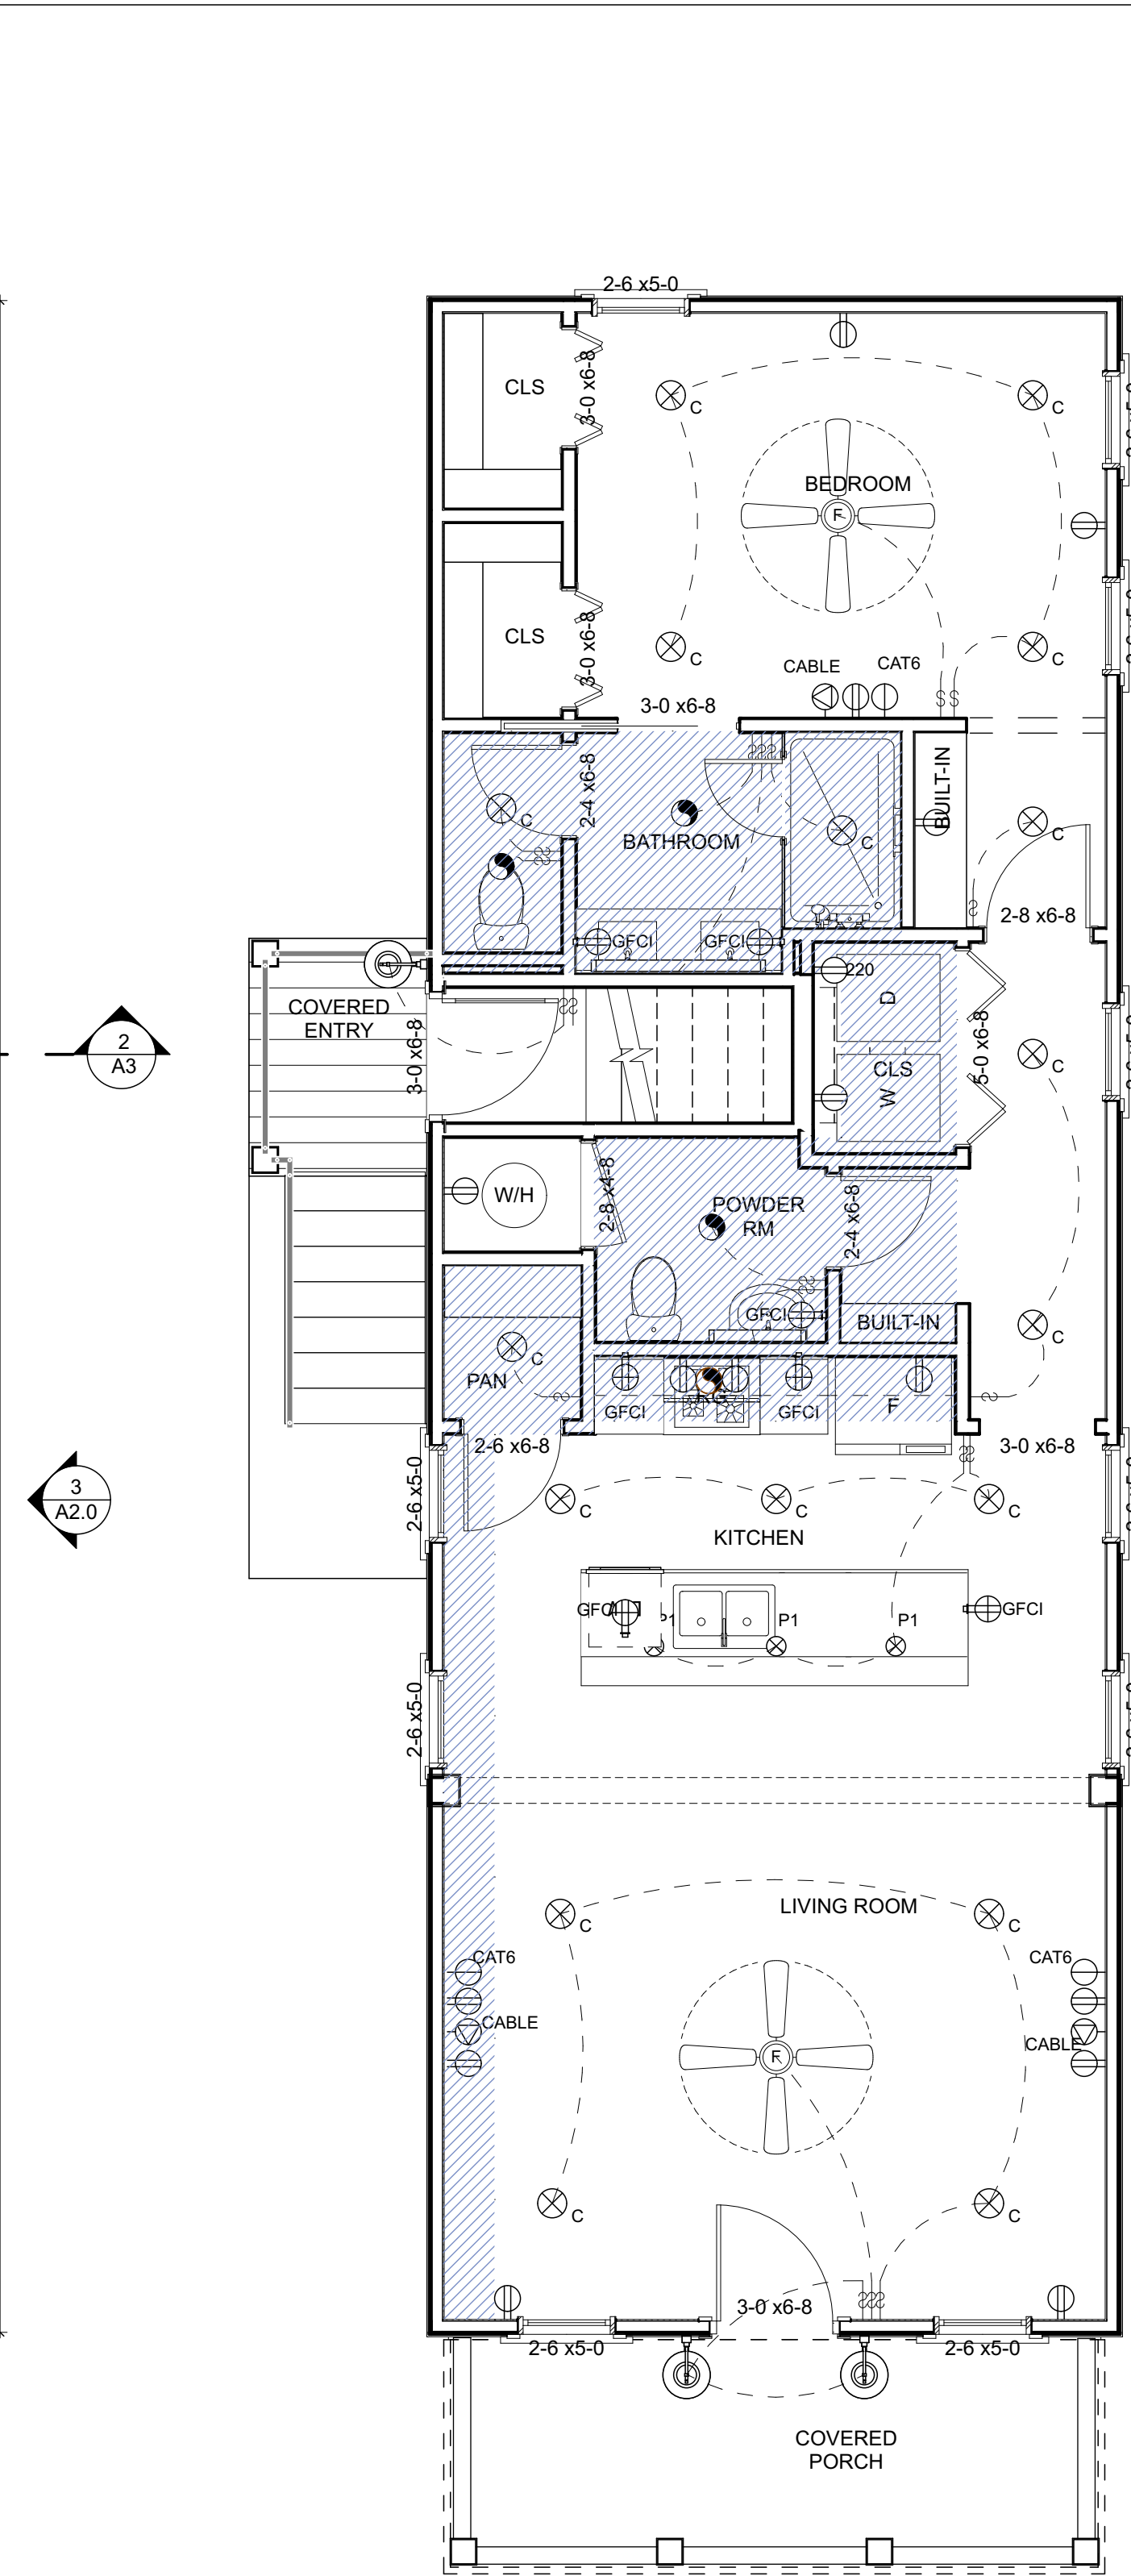 2-6 x5-0
CLS
3-0 x6-8
C
C
BEDROOM
F
CLS
3-0 x6-8
C
C
CABLE
CAT6
3-0 x6-8
2-4 x6-8
BUILT-IN
C
C
C
BATHROOM
2-8 x6-8
GFCI
GFCI
220
D
COVERED
ENTRY
3-0 x6-8
5-0 x6-8
2
A3
C
CLS
W
2-8 x4-8
W/H
POWDER
RM
2-4 x6-8
GFCI
BUILT-IN
C
C
PAN
GFCI
GFCI
F
2-6 x6-8
3-0 x6-8
2-6 x5-0
3
A2.0
C
C
C
KITCHEN
GFCI
P1
P1
P1
GFCI
2-6 x5-0
LIVING ROOM
C
C
CAT6
CAT6
CABLE
CABLE
F
C
C
3-0 x6-8
2-6 x5-0
2-6 x5-0
COVERED
PORCH